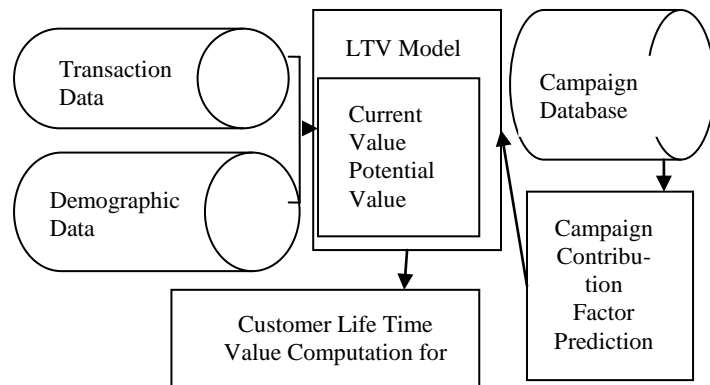 Transaction
Data
Demographic
Data
LTV Model
Current
Value
Potential
Value
Campaign
Database
Campaign
Contribu-
tion
Factor
Prediction
Customer Life Time
Value Computation for